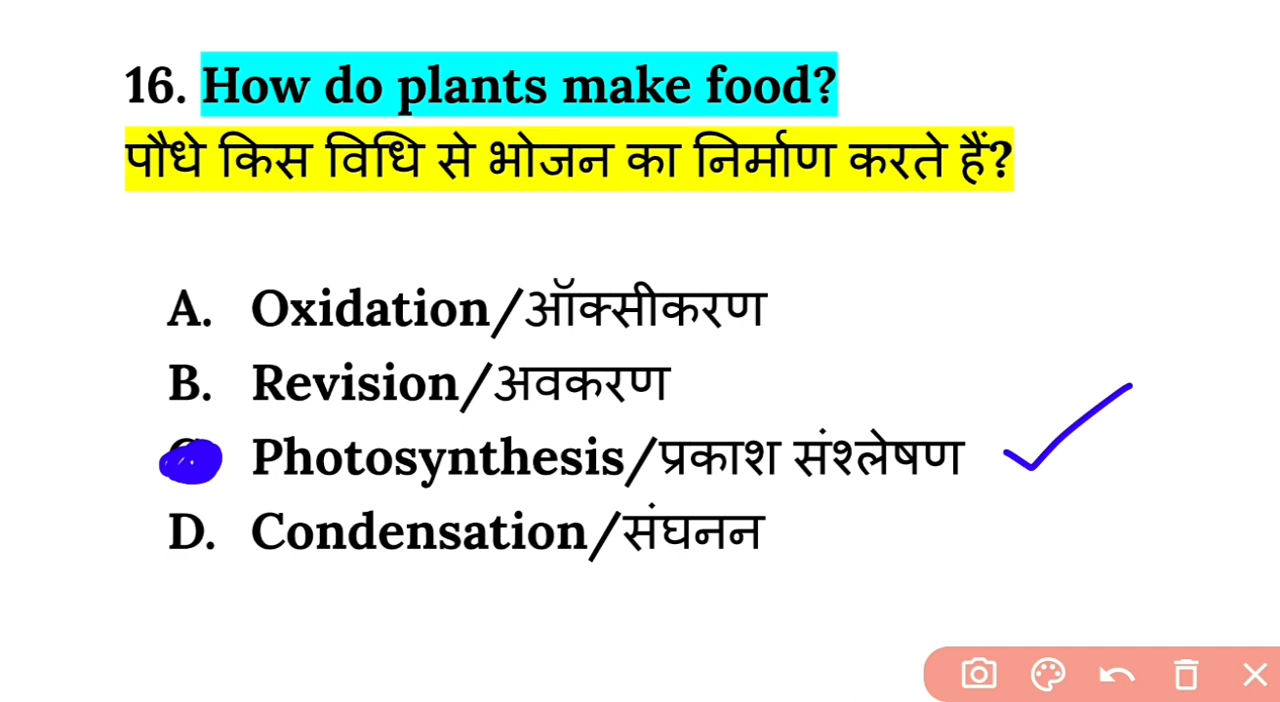 16. How do plants make food?
पौधे किस विधि से भोजन का निर्माण करते हैं?
A. Oxidation/ऑक्सीकरण
B. Revision/अवकरण
Photosynthesis/प्रकाश संश्लेषण
D. Condensation/संघनन